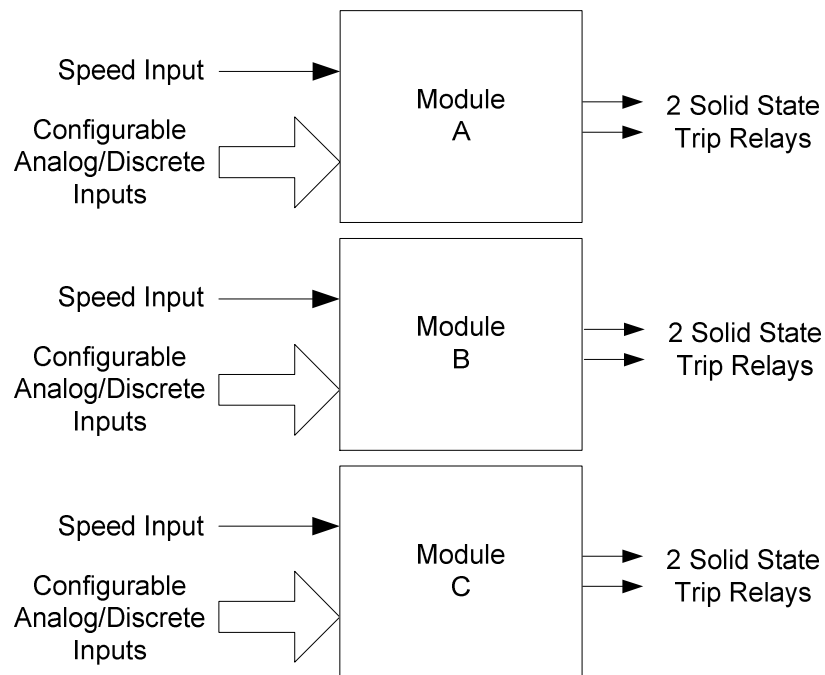 Speed Input
Configurable
Analog/Discrete
Inputs
Module
A
2 Solid State
Trip Relays
Speed Input
Configurable
Analog/Discrete
Inputs
Module
B
2 Solid State
Trip Relays
Speed Input
Configurable
Analog/Discrete
Inputs
Module
C
2 Solid State
Trip Relays